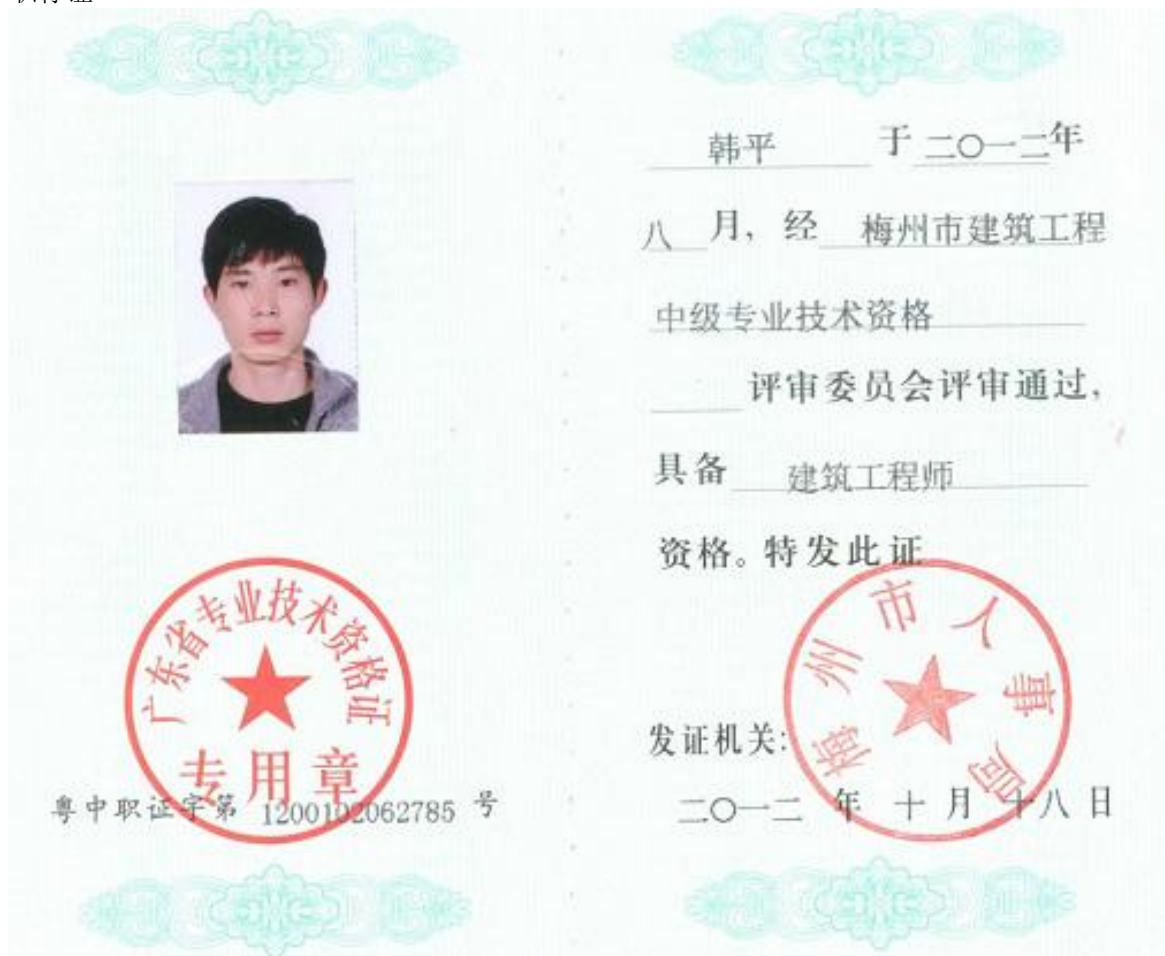 广东省专业技术资格证
专用章
粤中职证字第 1200102062785 号
韩平 于 二〇一二年
八 月，经 梅州市建筑工程
中级专业技术资格
评审委员会评审通过，
具备 建筑工程师
资格。特发此证
梅州市人事局
发证机关：
二〇一二 年 十 月 十八 日